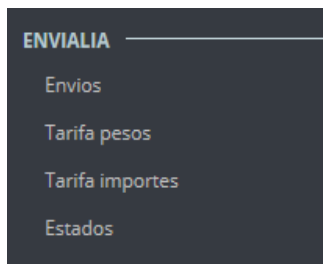 ENVIALIA
Envios
Tarifa pesos
Tarifa importes
Estados